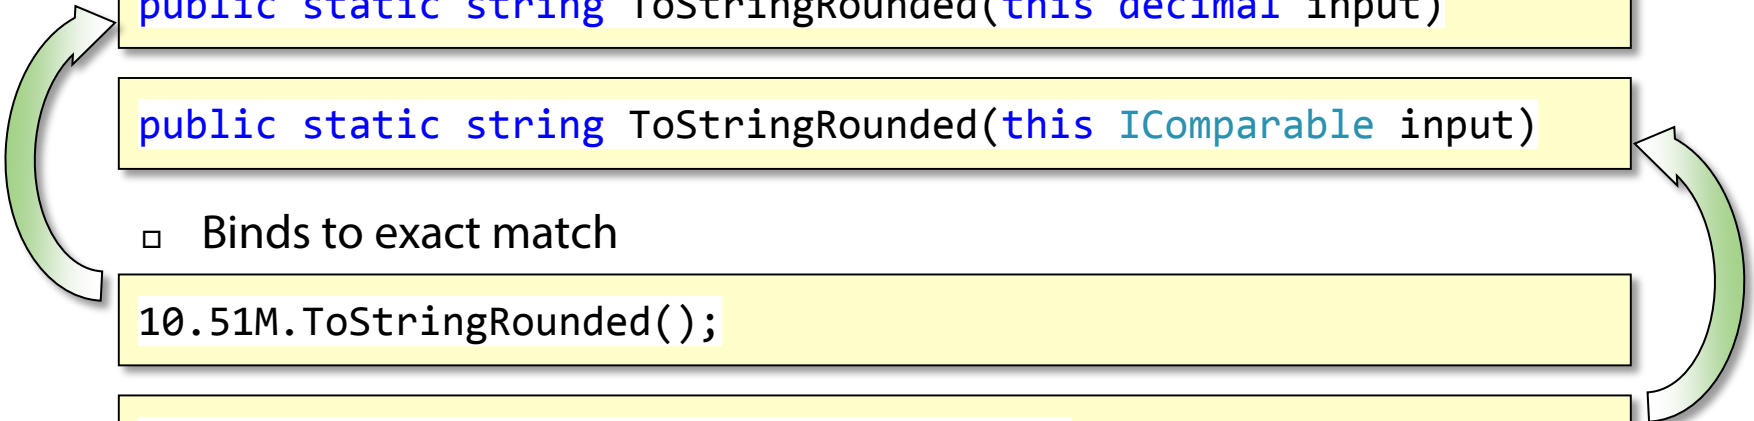 public static string ToStringRounded(this decimal input)
public static string ToStringRounded(this IComparable input)
Binds to exact match
10.51M.ToStringRounded();